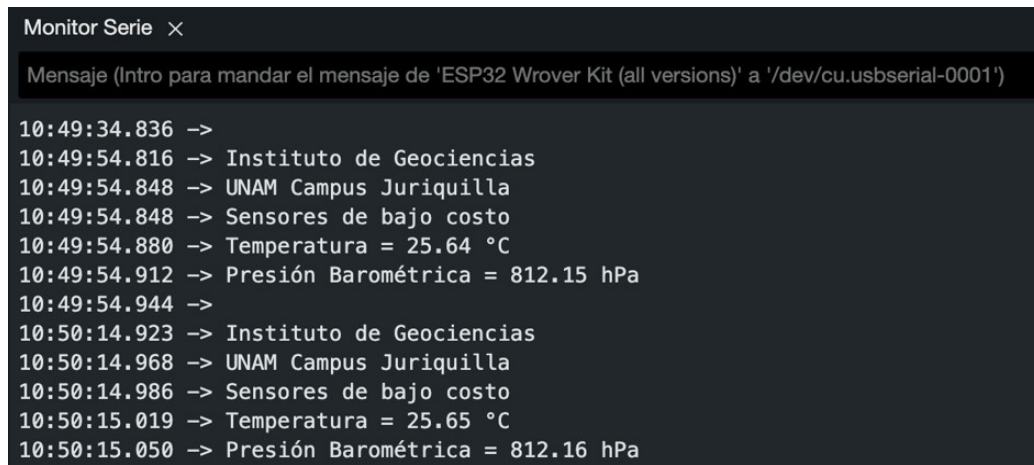 Monitor Serie ×
Mensaje (Intro para mandar el mensaje de 'ESP32 Wrover Kit (all versions)' a '/dev/cu.usbserial-0001')
10:49:34.836 ->
10:49:54.816 -> Instituto de Geociencias
10:49:54.848 -> UNAM Campus Juriquilla
10:49:54.848 -> Sensores de bajo costo
10:49:54.880 -> Temperatura = 25.64 °C
10:49:54.912 -> Presión Barométrica = 812.15 hPa
10:49:54.944 ->
10:50:14.923 -> Instituto de Geociencias
10:50:14.968 -> UNAM Campus Juriquilla
10:50:14.986 -> Sensores de bajo costo
10:50:15.019 -> Temperatura = 25.65 °C
10:50:15.050 -> Presión Barométrica = 812.16 hPa